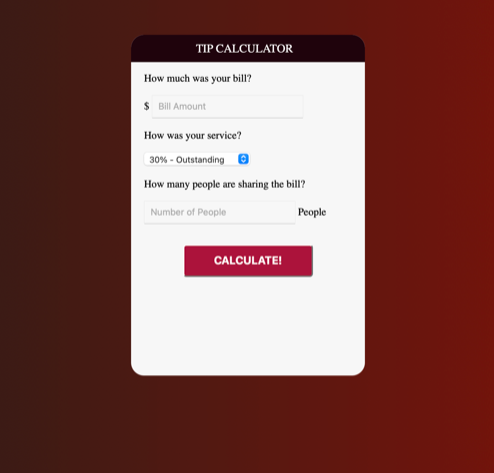 TIP CALCULATOR
How much was your bill?
$ Bill Amount
How was your service?
30% - Outstanding
How many people are sharing the bill?
Number of People People
CALCULATE!